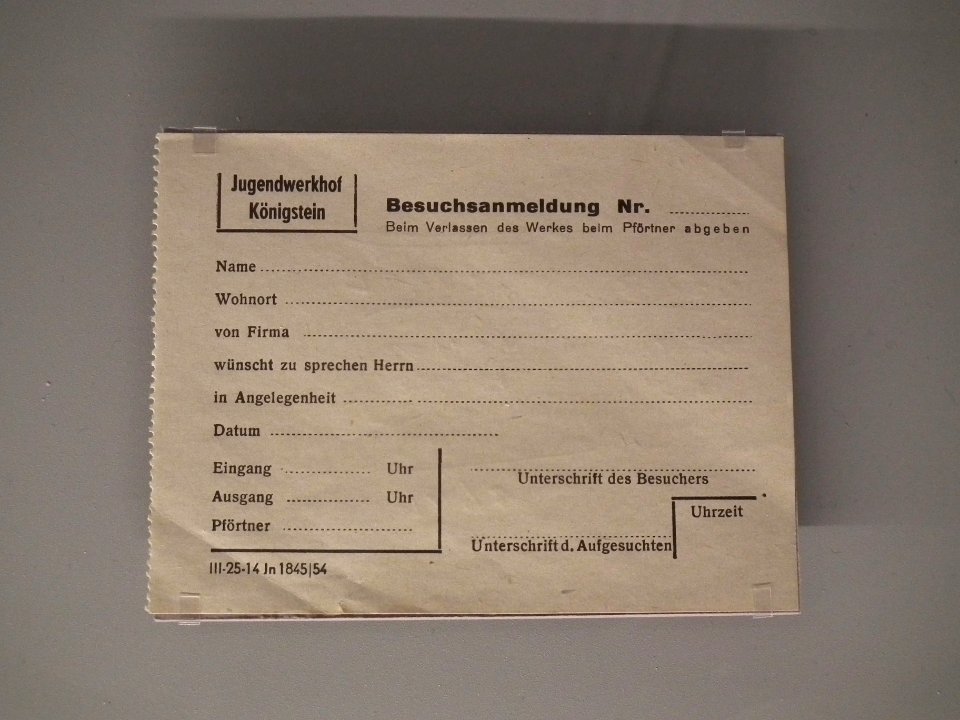 Jugendwerkhof
Königstein
Besuchsanmeldung Nr.
Beim Verlassen des Werkes beim Pförtner abgeben
Name
Wohnort
von Firma
wünscht zu sprechen Herrn
in Angelegenheit
Datum
Eingang Uhr
Ausgang Uhr
Pförtner
Unterschrift des Besuchers
Uhrzeit
Unterschrift d. Aufgesuchten
III-25-14 Jn 1845|54